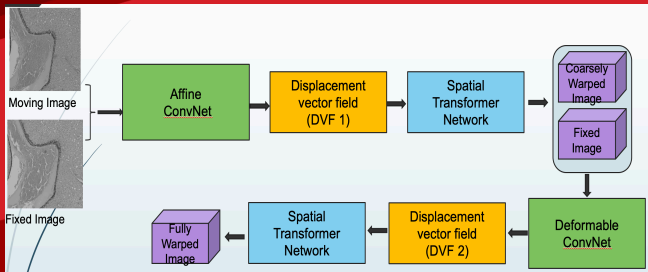 Moving Image
Fixed Image
Affine
ConvNet
Displacement
vector field
(DVF 1)
Spatial
Transformer
Network
Coarsely
Warped
Image
Fixed
Image
Deformable
ConvNet
Displacement
vector field
(DVF 2)
Spatial
Transformer
Network
Fully
Warped
Image